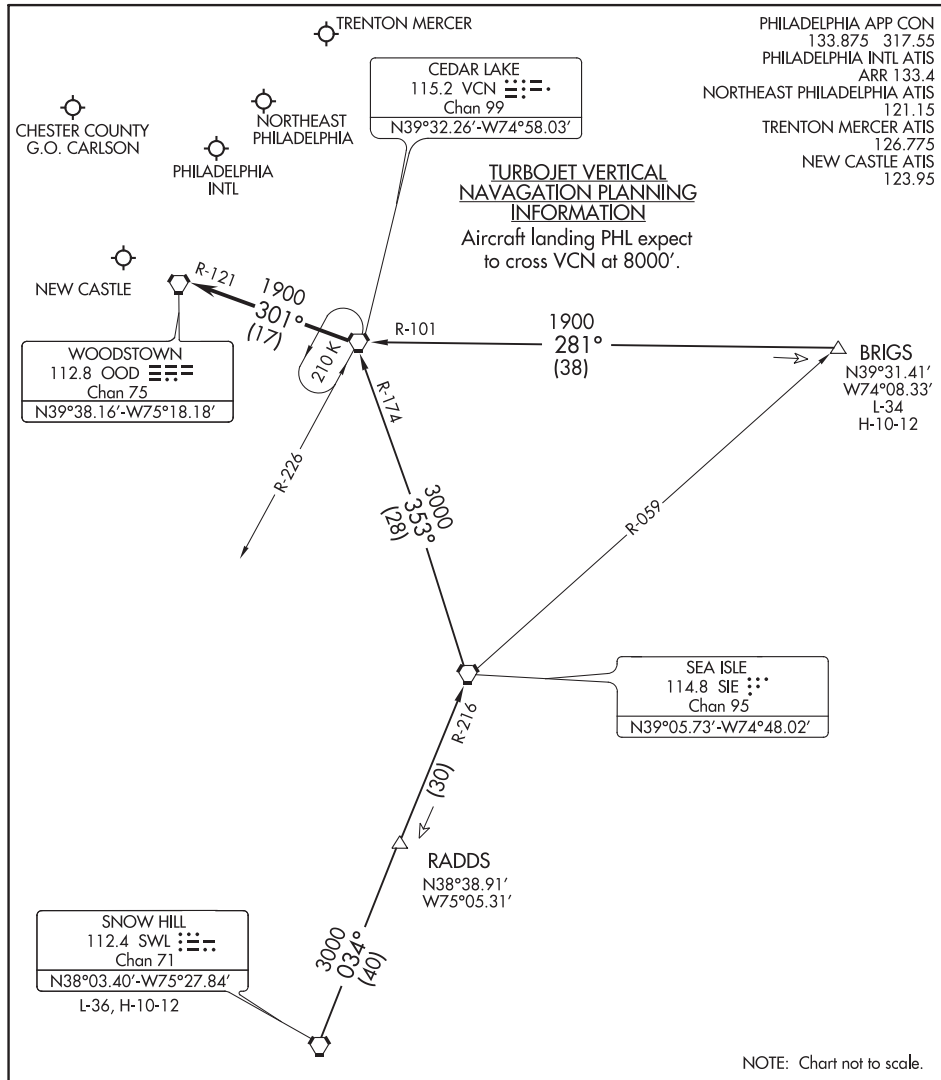 TRENTON MERCER
PHILADELPHIA APP CON
133.875 317.55
PHILADELPHIA INTL ATIS
ARR 133.4
NORTHEAST PHILADELPHIA ATIS
121.15
TRENTON MERCER ATIS
126.775
NEW CASTLE ATIS
123.95
CEDAR LAKE
115.2 VCN
Chan 99
N39°32.26'-W74°58.03'
CHESTER COUNTY
G.O. CARLSON
NORTHEAST
PHILADELPHIA
PHILADELPHIA
INTL
TURBOJET VERTICAL
NAVAGATION PLANNING
INFORMATION
Aircraft landing PHL expect
to cross VCN at 8000'.
NEW CASTLE
R-121
1900
301°
(17)
210 K
R-101
1900
281°
(38)
BRIGS
N39°31.41'
W74°08.33'
L-34
H-10-12
WOODSTOWN
112.8 OOD
Chan 75
N39°38.16'-W75°18.18'
R-174
R-226
3000
353°
(28)
R-059
SEA ISLE
114.8 SIE
Chan 95
N39°05.73'-W74°48.02'
R-216
(30)
RADDS
N38°38.91'
W75°05.31'
SNOW HILL
112.4 SWL
Chan 71
N38°03.40'-W75°27.84'
L-36, H-10-12
3000
034°
(40)
NOTE: Chart not to scale.